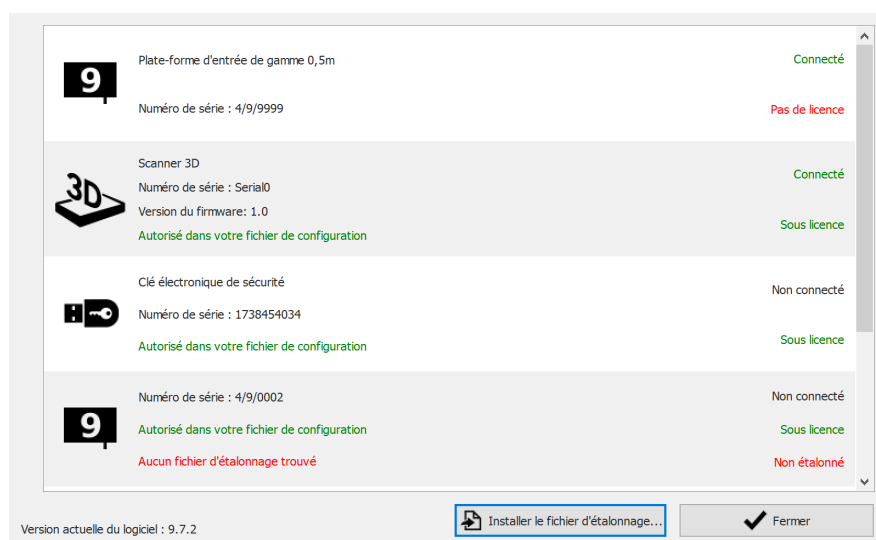 9
Plate-forme d'entrée de gamme 0,5m
Connecté
Numéro de série : 4/9/9999
Pas de licence
3D
Scanner 3D
Numéro de série : Serial0
Version du firmware: 1.0
Autorisé dans votre fichier de configuration
Connecté
Sous licence
Clé électronique de sécurité
Non connecté
Numéro de série : 1738454034
Autorisé dans votre fichier de configuration
Sous licence
9
Numéro de série : 4/9/0002
Non connecté
Autorisé dans votre fichier de configuration
Sous licence
Aucun fichier d'étalonnage trouvé
Non étalonné
Version actuelle du logiciel : 9.7.2
Installer le fichier d'étalonnage...
Fermer